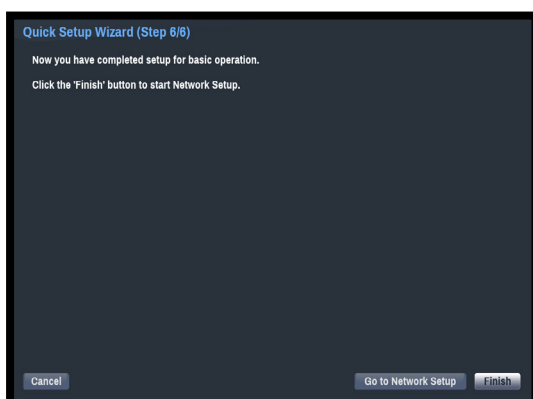 Quick Setup Wizard (Step 6/6)
Now you have completed setup for basic operation.
Click the 'Finish' button to start Network Setup.
Cancel
Go to Network Setup
Finish